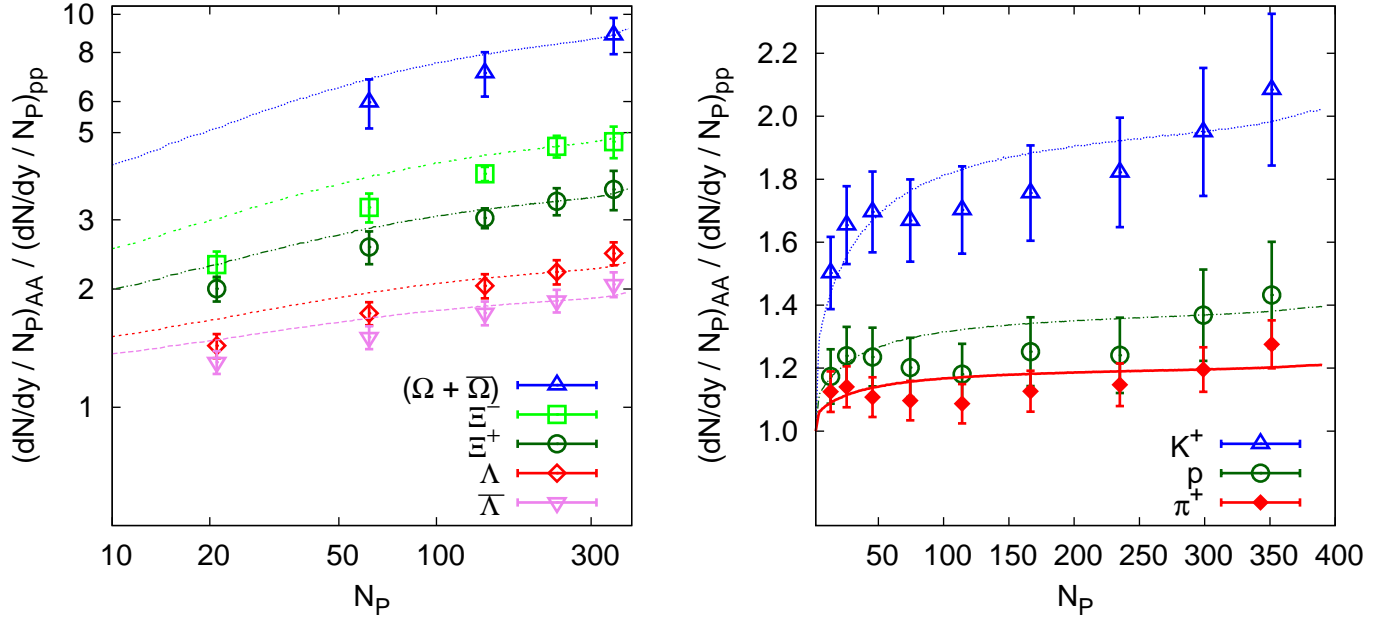 (dN/dy / N_P)_AA / (dN/dy / N_P)_pp
10
8
6
5
3
2
1
(Ω + Ω̅)
Ξ⁻
Ξ⁺
Λ
Λ̅
10 20 50 100 300
N_P
(dN/dy / N_P)_AA / (dN/dy / N_P)_pp
2.2
2.0
1.8
1.6
1.4
1.2
1.0
K⁺
p
π⁺
50 100 150 200 250 300 350 400
N_P